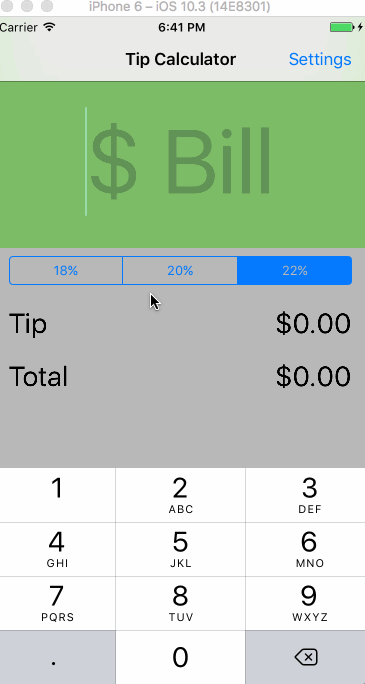 iPhone 6 – iOS 10.3 (14E8301)
Carrier 6:41 PM
Tip Calculator Settings
$ Bill
18% 20% 22%
Tip $0.00
Total $0.00
1 2 3
ABC DEF
4 5 6
GHI JKL MNO
7 8 9
PQRS TUV WXYZ
. 0